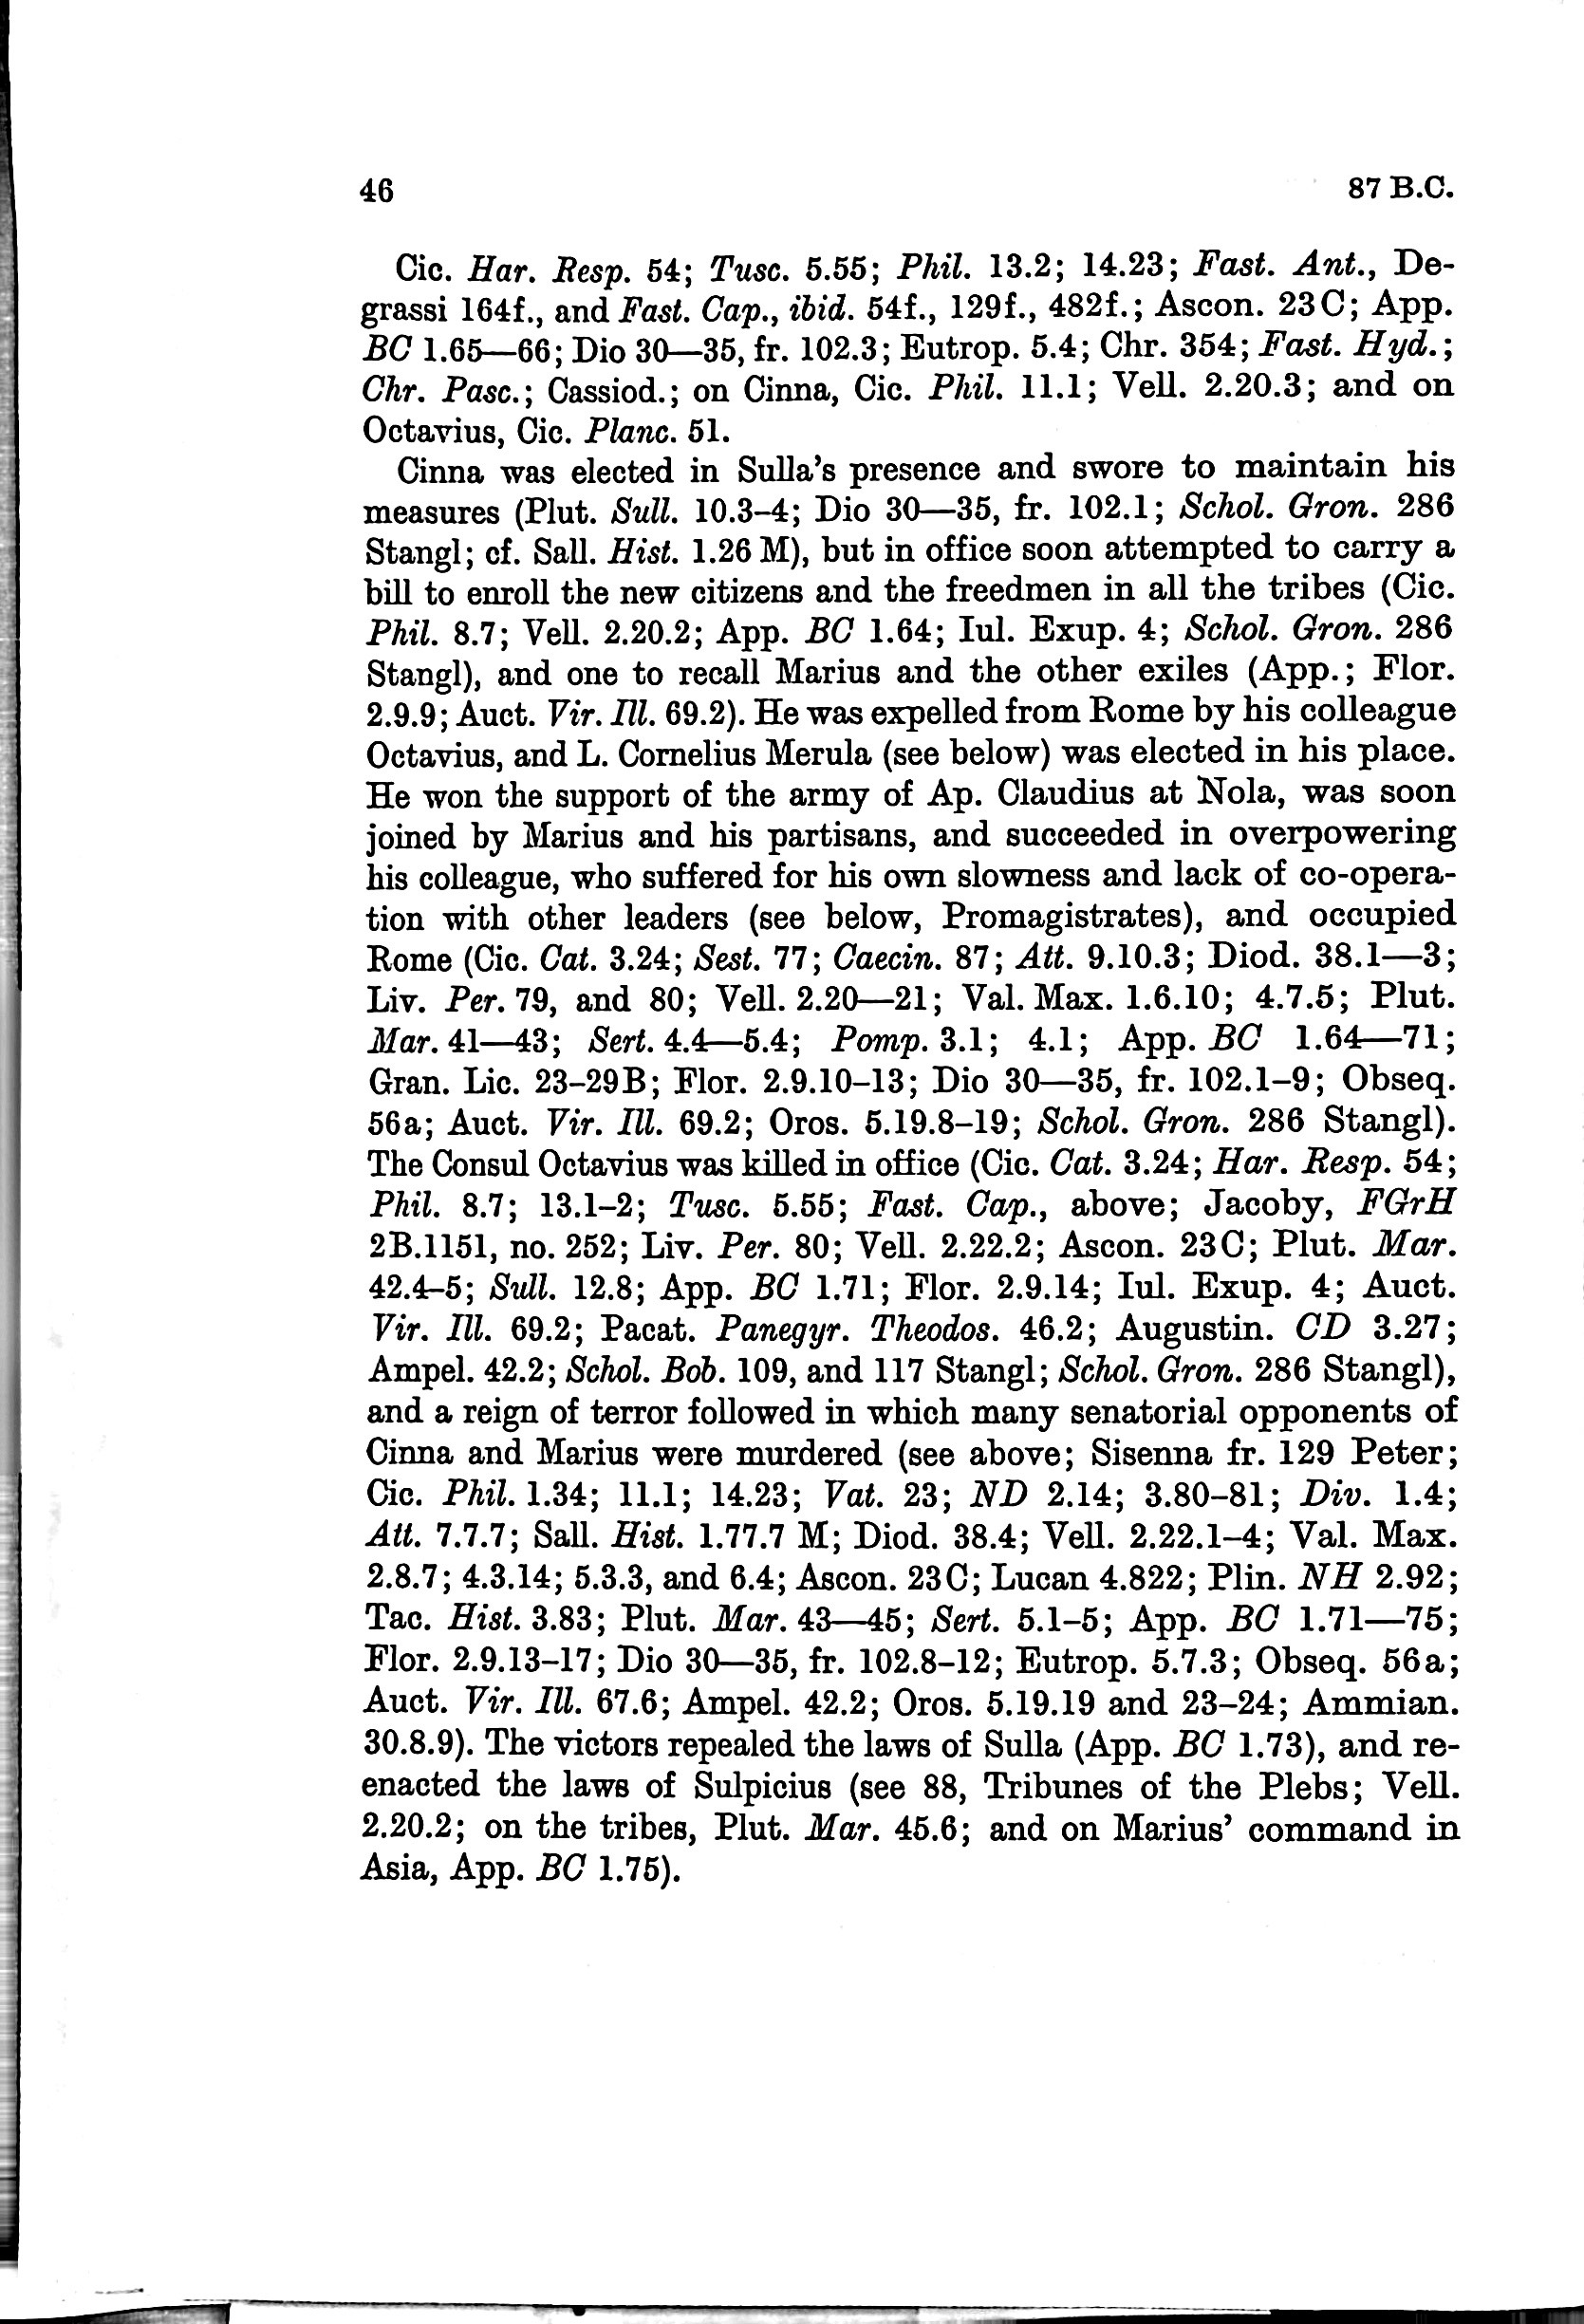 46
87 B.C.
Cic. Har. Resp. 54; Tusc. 5.55; Phil. 13.2; 14.23; Fast. Ant., De-
grassi 164f., and Fast. Cap., ibid. 54f., 129f., 482f.; Ascon. 23C; App.
BC 1.65—66; Dio 30—35, fr. 102.3; Eutrop. 5.4; Chr. 354; Fast. Hyd.;
Chr. Pasc.; Cassiod.; on Cinna, Cic. Phil. 11.1; Vell. 2.20.3; and on
Octavius, Cic. Planc. 51.
Cinna was elected in Sulla's presence and swore to maintain his
measures (Plut. Sull. 10.3–4; Dio 30—35, fr. 102.1; Schol. Gron. 286
Stangl; cf. Sall. Hist. 1.26 M), but in office soon attempted to carry a
bill to enroll the new citizens and the freedmen in all the tribes (Cic.
Phil. 8.7; Vell. 2.20.2; App. BC 1.64; Iul. Exup. 4; Schol. Gron. 286
Stangl), and one to recall Marius and the other exiles (App.; Flor.
2.9.9; Auct. Vir. Ill. 69.2). He was expelled from Rome by his colleague
Octavius, and L. Cornelius Merula (see below) was elected in his place.
He won the support of the army of Ap. Claudius at Nola, was soon
joined by Marius and his partisans, and succeeded in overpowering
his colleague, who suffered for his own slowness and lack of co-opera-
tion with other leaders (see below, Promagistrates), and occupied
Rome (Cic. Cat. 3.24; Sest. 77; Caecin. 87; Att. 9.10.3; Diod. 38.1—3;
Liv. Per. 79, and 80; Vell. 2.20—21; Val. Max. 1.6.10; 4.7.5; Plut.
Mar. 41—43; Sert. 4.4—5.4; Pomp. 3.1; 4.1; App. BC 1.64—71;
Gran. Lic. 23–29B; Flor. 2.9.10–13; Dio 30—35, fr. 102.1–9; Obseq.
56a; Auct. Vir. Ill. 69.2; Oros. 5.19.8–19; Schol. Gron. 286 Stangl).
The Consul Octavius was killed in office (Cic. Cat. 3.24; Har. Resp. 54;
Phil. 8.7; 13.1–2; Tusc. 5.55; Fast. Cap., above; Jacoby, FGrH
2B.1151, no. 252; Liv. Per. 80; Vell. 2.22.2; Ascon. 23C; Plut. Mar.
42.4–5; Sull. 12.8; App. BC 1.71; Flor. 2.9.14; Iul. Exup. 4; Auct.
Vir. Ill. 69.2; Pacat. Panegyr. Theodos. 46.2; Augustin. CD 3.27;
Ampel. 42.2; Schol. Bob. 109, and 117 Stangl; Schol. Gron. 286 Stangl),
and a reign of terror followed in which many senatorial opponents of
Cinna and Marius were murdered (see above; Sisenna fr. 129 Peter;
Cic. Phil. 1.34; 11.1; 14.23; Vat. 23; ND 2.14; 3.80–81; Div. 1.4;
Att. 7.7.7; Sall. Hist. 1.77.7 M; Diod. 38.4; Vell. 2.22.1–4; Val. Max.
2.8.7; 4.3.14; 5.3.3, and 6.4; Ascon. 23C; Lucan 4.822; Plin. NH 2.92;
Tac. Hist. 3.83; Plut. Mar. 43—45; Sert. 5.1–5; App. BC 1.71—75;
Flor. 2.9.13–17; Dio 30—35, fr. 102.8–12; Eutrop. 5.7.3; Obseq. 56a;
Auct. Vir. Ill. 67.6; Ampel. 42.2; Oros. 5.19.19 and 23–24; Ammian.
30.8.9). The victors repealed the laws of Sulla (App. BC 1.73), and re-
enacted the laws of Sulpicius (see 88, Tribunes of the Plebs; Vell.
2.20.2; on the tribes, Plut. Mar. 45.6; and on Marius' command in
Asia, App. BC 1.75).